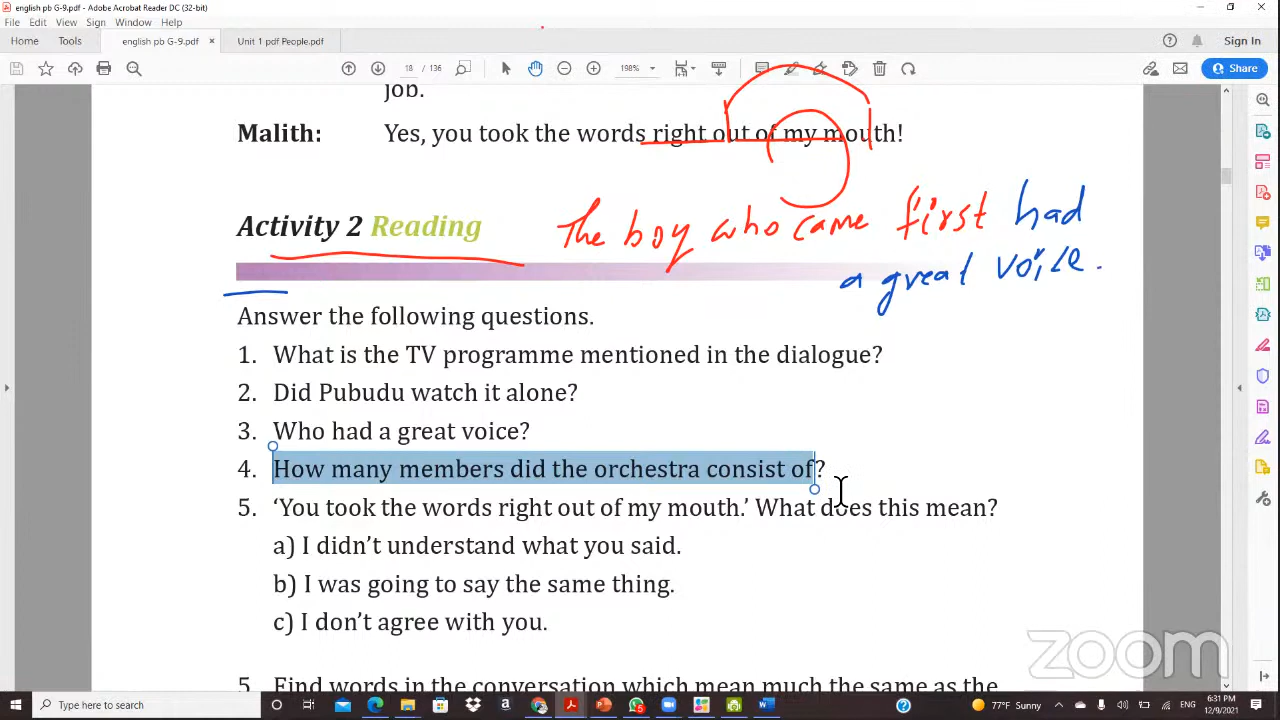 english pb G-9.pdf - Adobe Acrobat Reader DC (32-bit)
File Edit View Sign Window Help
Home Tools english pb G-9.pdf × Unit 1 pdf People.pdf Sign In
18 / 136 198% Share
job.
Malith: Yes, you took the words right out of my mouth!
Activity 2 Reading
The boy who came first had
a great voice.
Answer the following questions.
1. What is the TV programme mentioned in the dialogue?
2. Did Pubudu watch it alone?
3. Who had a great voice?
4. How many members did the orchestra consist of?
5. ‘You took the words right out of my mouth.’ What does this mean?
a) I didn’t understand what you said.
b) I was going to say the same thing.
c) I don’t agree with you.
5. Find words in the conversation which mean much the same as the
zoom
Type here to search
77°F Sunny
6:31 PM
12/9/2021